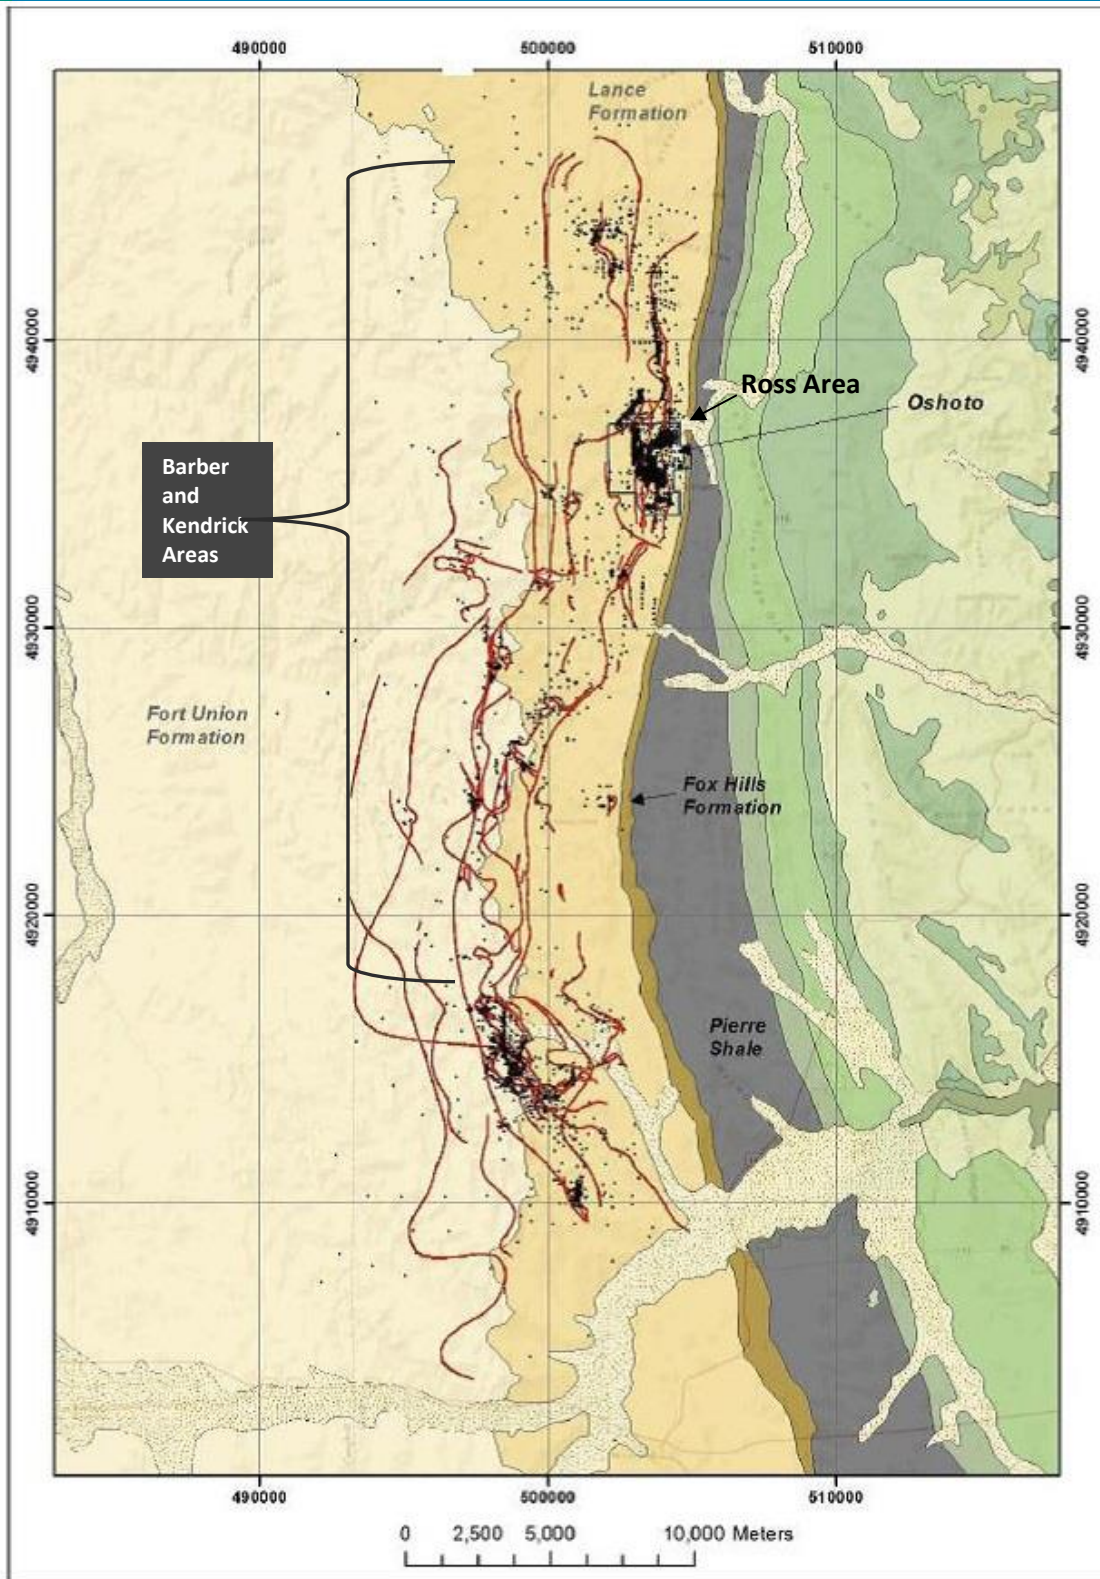 490000
500000
510000
Lance
Formation
4940000
4940000
Ross Area
Oshoto
Barber
and
Kendrick
Areas
4930000
4930000
Fort Union
Formation
Fox Hills
Formation
4920000
4920000
Pierre
Shale
4910000
4910000
490000
500000
510000
0 2,500 5,000 10,000 Meters